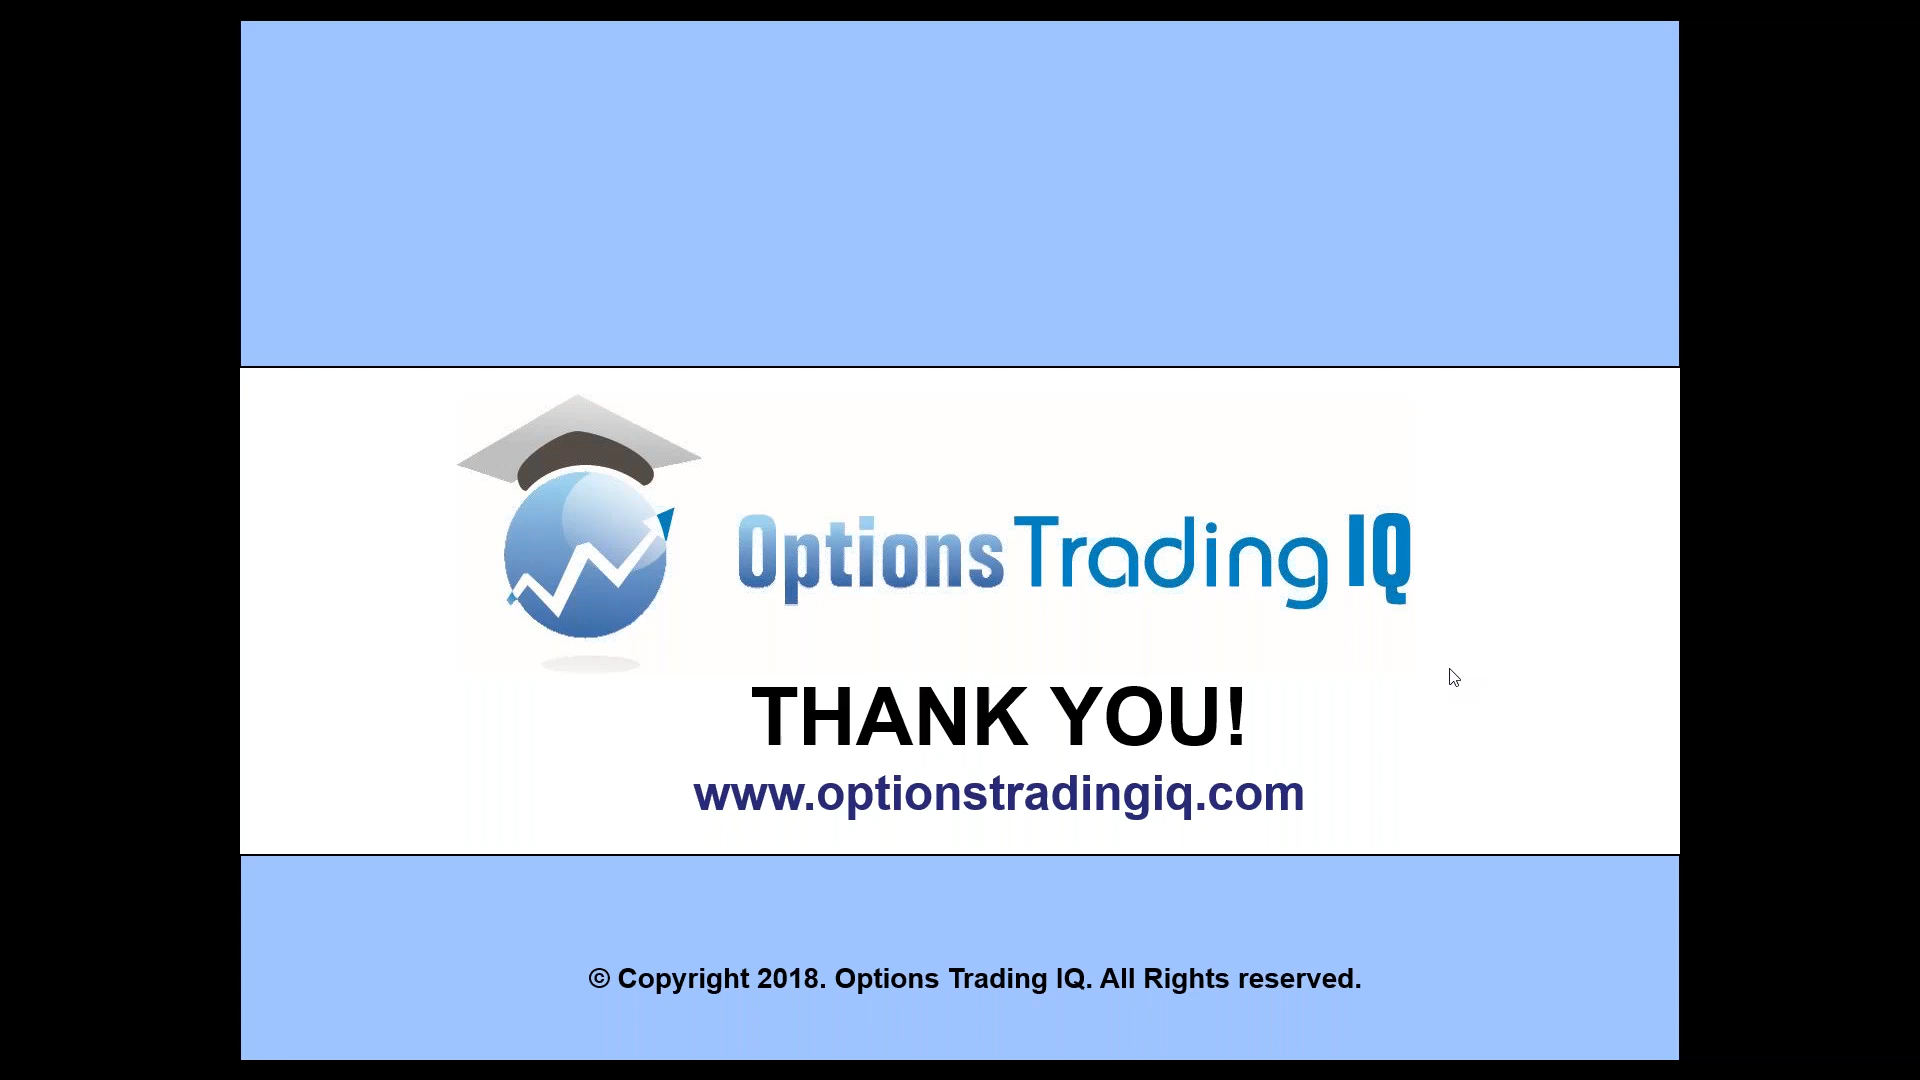 Options Trading IQ
THANK YOU!
www.optionstradingiq.com
© Copyright 2018. Options Trading IQ. All Rights reserved.